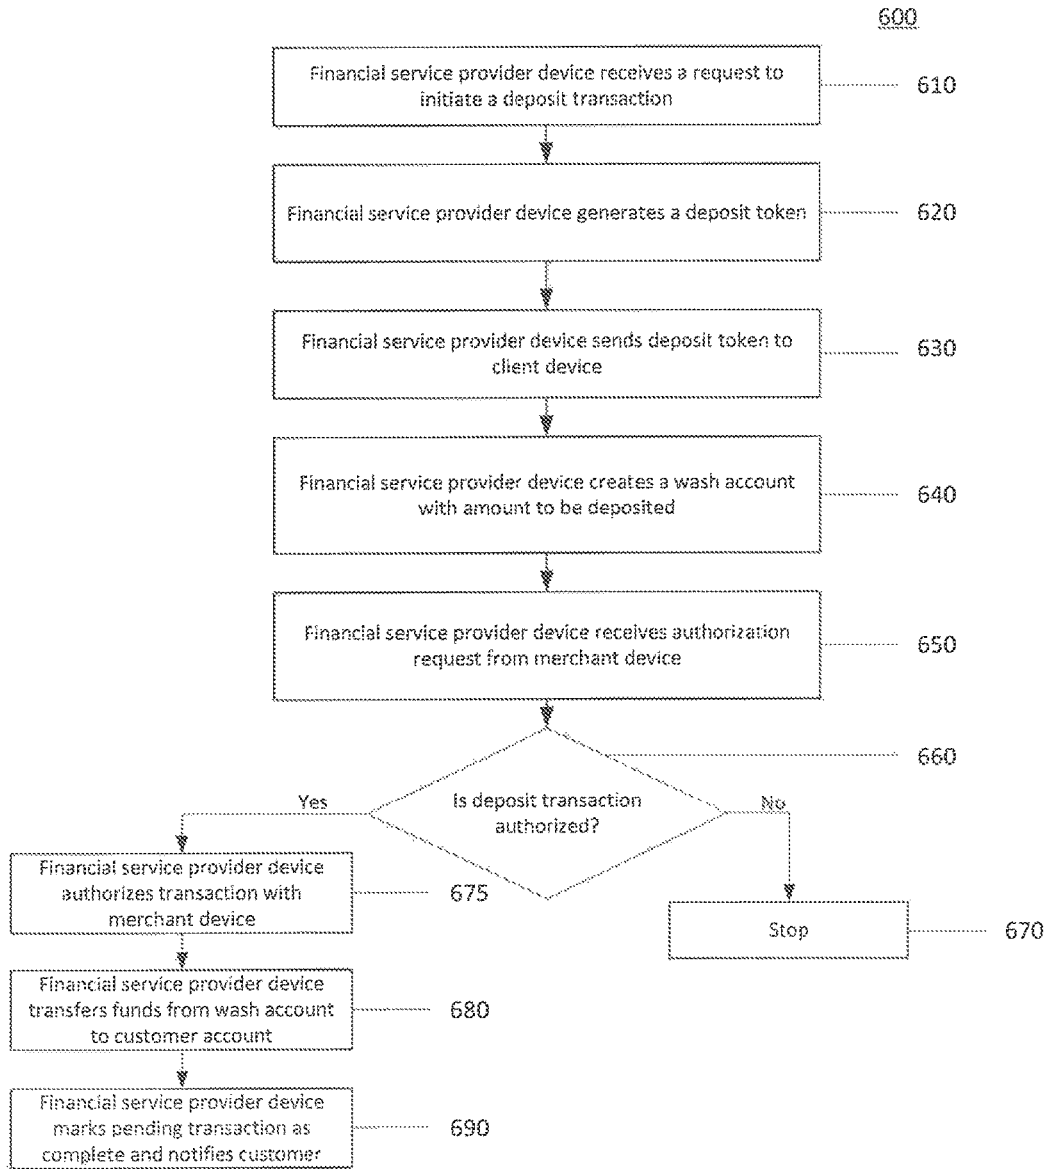 600
Financial service provider device receives a request to
initiate a deposit transaction
610
Financial service provider device generates a deposit token
620
Financial service provider device sends deposit token to
client device
630
Financial service provider device creates a wash account
with amount to be deposited
640
Financial service provider device receives authorization
request from merchant device
650
660
Is deposit transaction
authorized?
Yes
No
Financial service provider device
authorizes transaction with
merchant device
675
Stop
670
Financial service provider device
transfers funds from wash account
to customer account
680
Financial service provider device
marks pending transaction as
complete and notifies customer
690